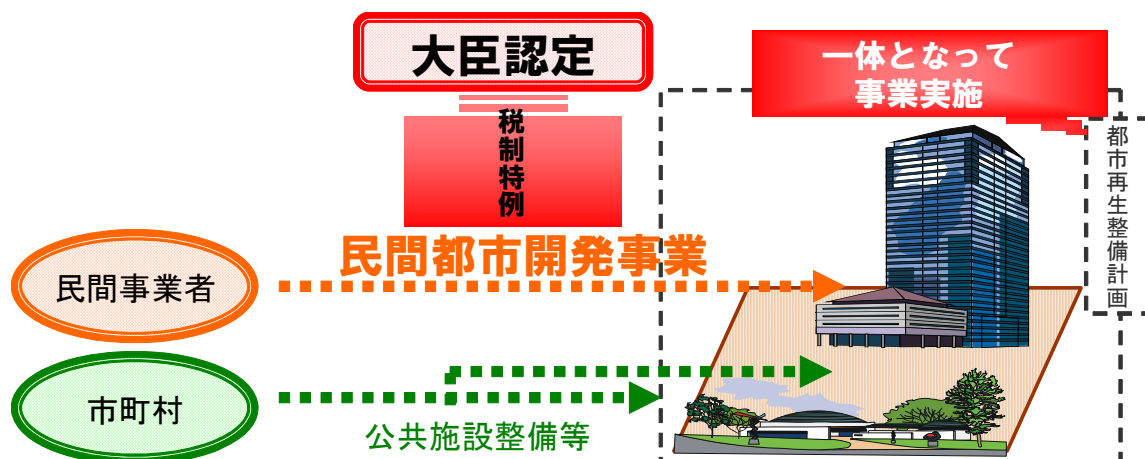 大臣認定
税制特例
一体となって
事業実施
都市再生整備計画
民間都市開発事業
民間事業者
市町村
公共施設整備等